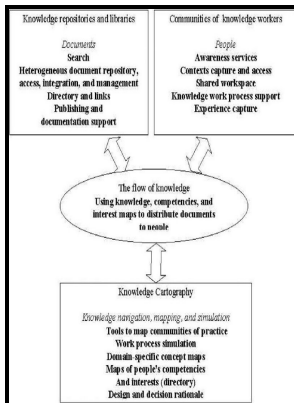 Knowledge repositories and libraries
Documents
Search
Heterogeneous document repository,
access, integration, and management
Directory and links
Publishing and
documentation support
Communities of knowledge workers
People
Awareness services
Contexts capture and access
Shared workspace
Knowledge work process support
Experience capture
The flow of knowledge
Using knowledge, competencies, and
interest maps to distribute documents
to people
Knowledge Cartography
Knowledge navigation, mapping, and simulation
Tools to map communities of practice
Work process simulation
Domain-specific concept maps
Maps of people's competencies
And interests (directory)
Design and decision rationale